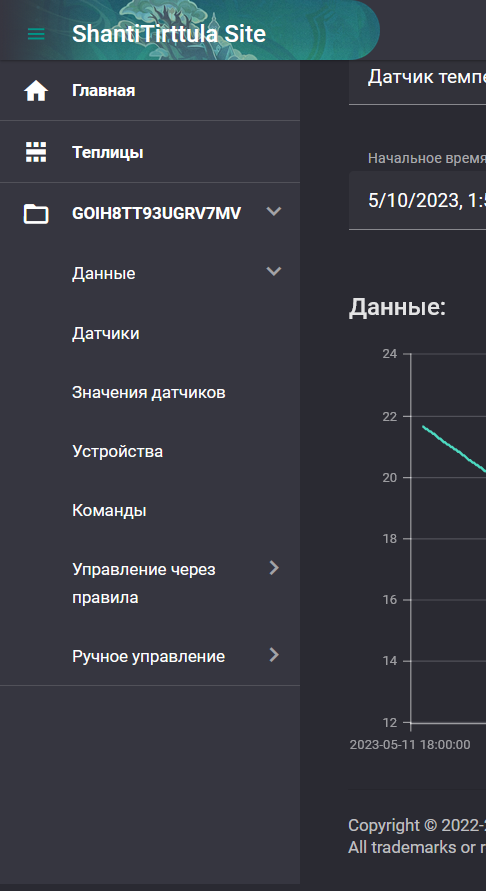 ShantiTirttula Site
Главная
Теплицы
GOIH8TT93UGRV7MV
Данные
Датчики
Значения датчиков
Устройства
Команды
Управление через
правила
Ручное управление
Датчик
Начальное время
5/10/2023,
Данные:
24
22
20
18
16
14
12
2023-05-11 18:00:00
Copyright © 2022-
All trademarks or